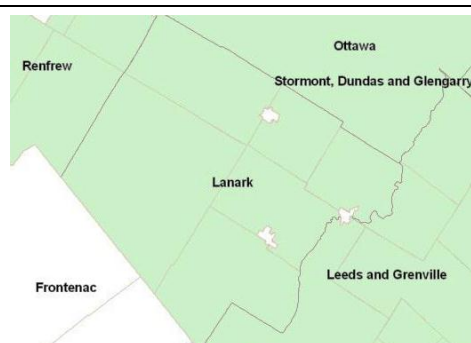 Ottawa
Renfrew
Stormont, Dundas and Glengarry
Lanark
Leeds and Grenville
Frontenac